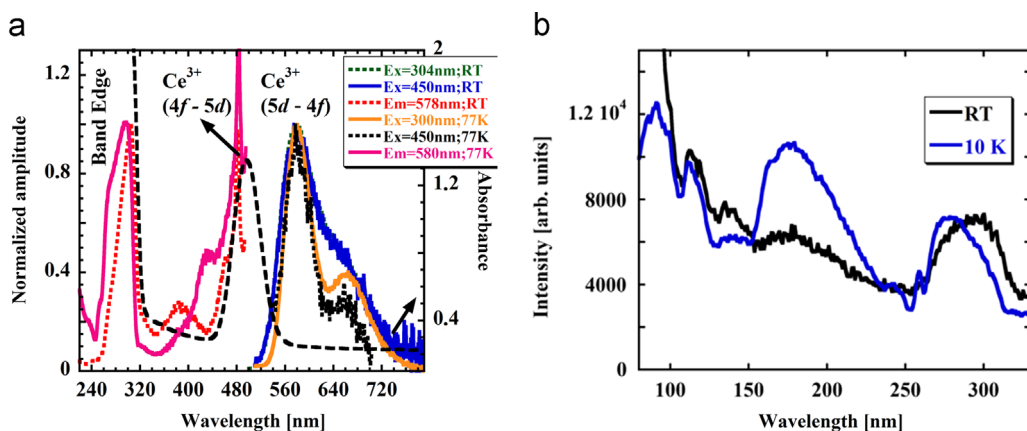 a
b
2
1.2
0.8
0.4
0
Normalized amplitude
Band Edge
Ce³⁺
(4f - 5d)
Ce³⁺
(5d - 4f)
Ex=304nm;RT
Ex=450nm;RT
Em=578nm;RT
Ex=300nm;77K
Ex=450nm;77K
Em=580nm;77K
1.2
0.4
Absorbance
240 320 400 480 560 640 720
Wavelength [nm]
1.2 10⁴
8000
4000
0
Intensity [arb. units]
RT
10 K
100 150 200 250 300
Wavelength [nm]